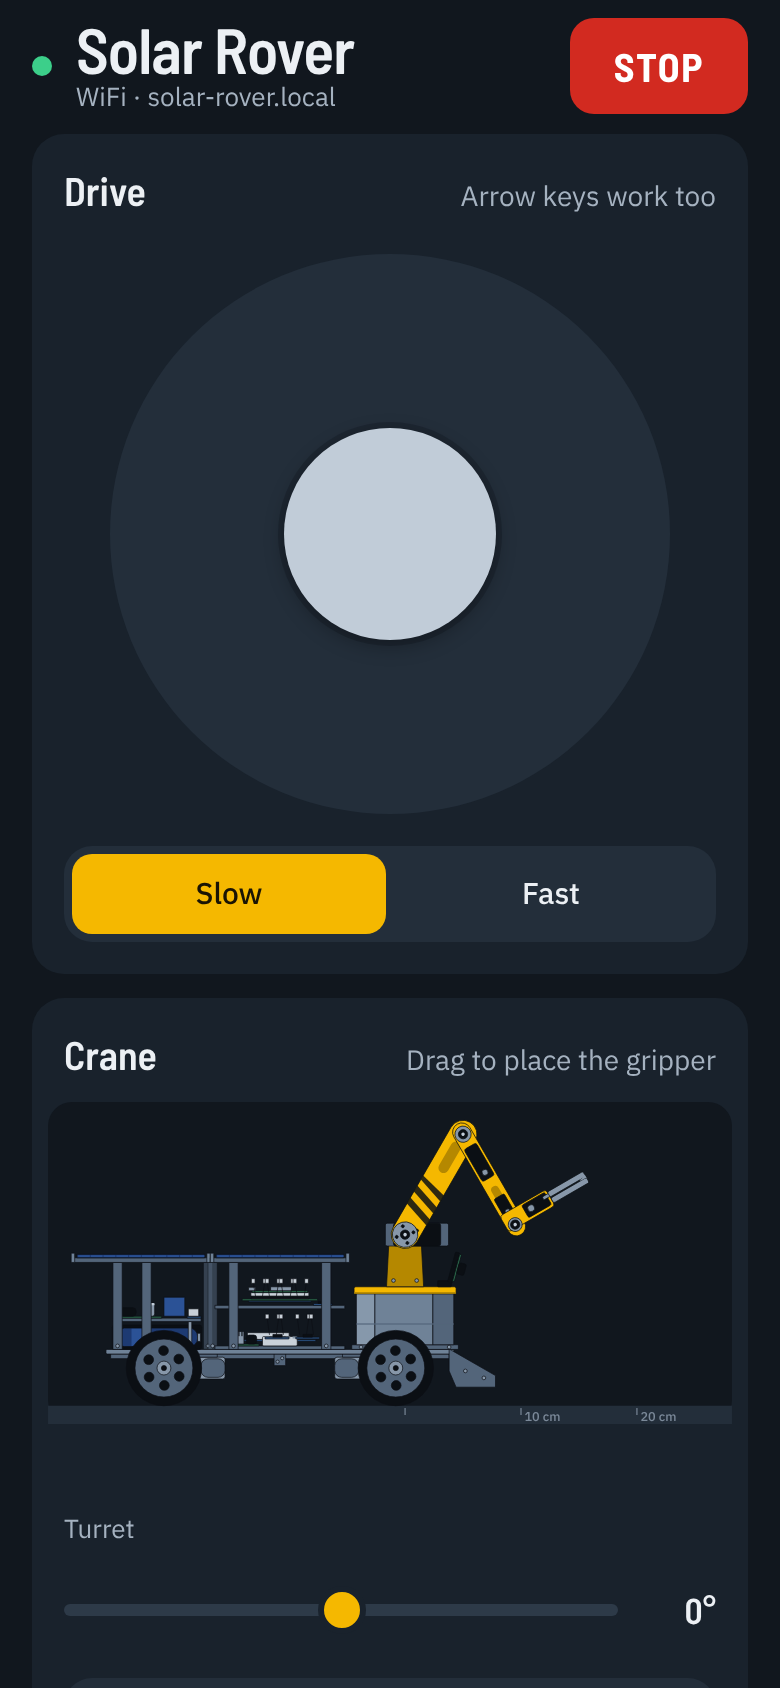 Solar Rover
WiFi · solar-rover.local
STOP
Drive
Arrow keys work too
Slow
Fast
Crane
Drag to place the gripper
10 cm
20 cm
Turret
0°